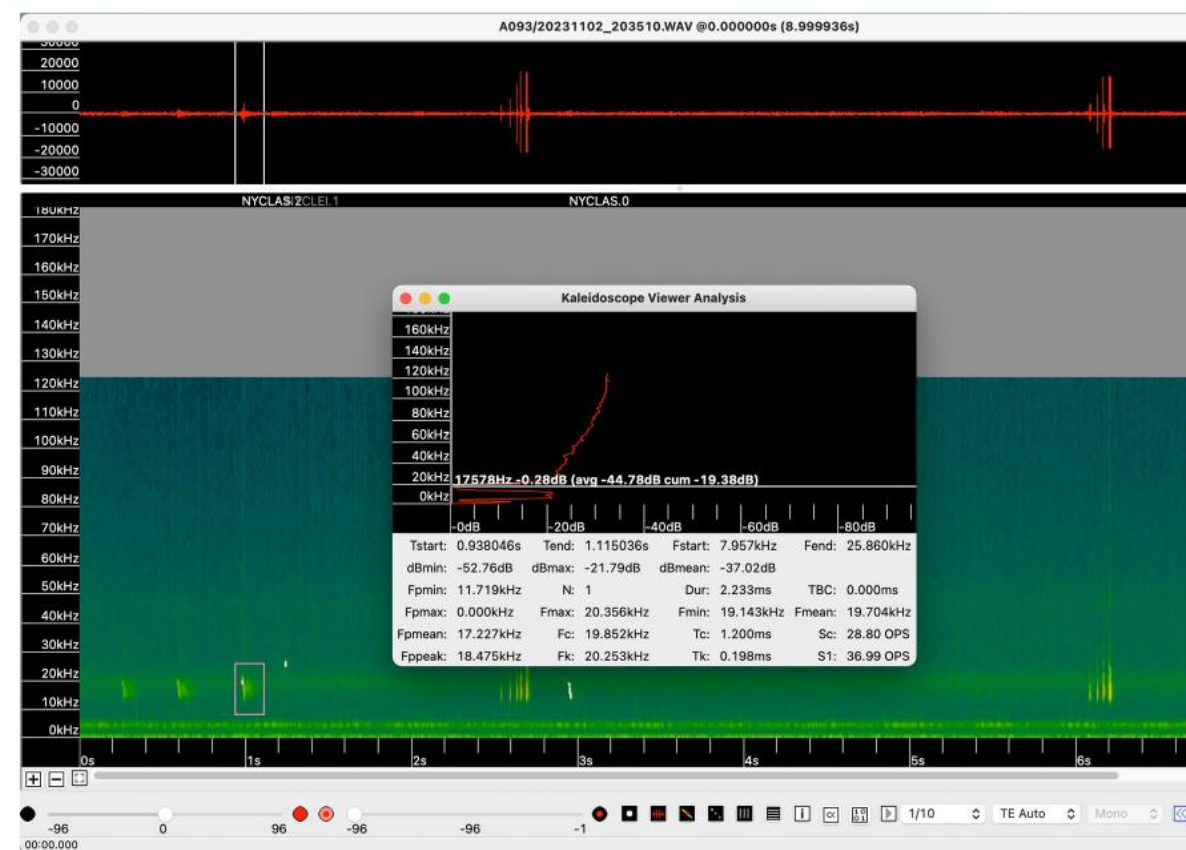 A093/20231102_203510.WAV @0.000000s (8.999936s)
30000
20000
10000
0
-10000
-20000
-30000
NYCLAS.0
180kHz
170kHz
160kHz
150kHz
140kHz
130kHz
120kHz
110kHz
100kHz
90kHz
80kHz
70kHz
60kHz
50kHz
40kHz
30kHz
20kHz
10kHz
0kHz
Kaleidoscope Viewer Analysis
160kHz
140kHz
120kHz
100kHz
80kHz
60kHz
40kHz
20kHz 17578Hz -0.28dB (avg -44.78dB cum -19.38dB)
0kHz
-0dB -20dB -40dB -60dB -80dB
Tstart: 0.938046s Tend: 1.115036s Fstart: 7.957kHz Fend: 25.860kHz
dBmin: -52.76dB dBmax: -21.79dB dBmean: -37.02dB
Fpmin: 11.719kHz N: 1 Dur: 2.233ms TBC: 0.000ms
Fpmax: 0.000kHz Fmax: 20.356kHz Fmin: 19.143kHz Fmean: 19.704kHz
Fpmean: 17.227kHz Fc: 19.852kHz Tc: 1.200ms Sc: 28.80 OPS
Fppeak: 18.475kHz Fk: 20.253kHz Tk: 0.198ms S1: 36.99 OPS
0s 1s 2s 3s 4s 5s 6s
-96 0 96 -96 -96 -1
1/10 TE Auto Mono
00:00.000